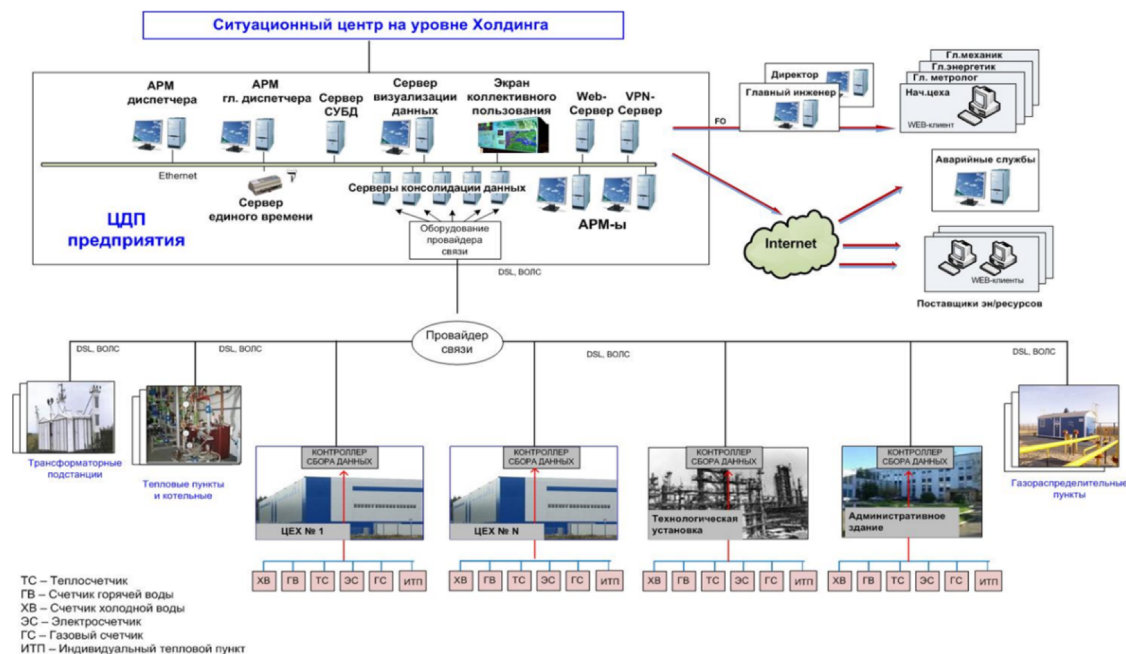 Ситуационный центр на уровне Холдинга
АРМ
диспетчера
АРМ
гл. диспетчера
Сервер
СУБД
Сервер
визуализации
данных
Экран
коллективного
пользования
Web-
Сервер
VPN-
Сервер
Ethernet
Сервер
единого времени
Серверы консолидации данных
АРМ-ы
ЦДП
предприятия
Оборудование
провайдера
связи
DSL, ВОЛС
FO
Директор
Главный инженер
Гл.механик
Гл.энергетик
Гл. метролог
Нач.цеха
WEB-клиент
Аварийные службы
Internet
WEB-клиенты
Поставщики эн/ресурсов
Провайдер
связи
DSL, ВОЛС
DSL, ВОЛС
DSL, ВОЛС
DSL, ВОЛС
Трансформаторные
подстанции
Тепловые пункты
и котельные
КОНТРОЛЛЕР
СБОРА ДАННЫХ
ЦЕХ № 1
КОНТРОЛЛЕР
СБОРА ДАННЫХ
ЦЕХ № N
КОНТРОЛЛЕР
СБОРА ДАННЫХ
Технологическая
установка
КОНТРОЛЛЕР
СБОРА ДАННЫХ
Административное
здание
Газораспределительные
пункты
ХВ ГВ ТС ЭС ГС ИТП
ХВ ГВ ТС ЭС ГС ИТП
ХВ ГВ ТС ЭС ГС ИТП
ХВ ГВ ТС ЭС ГС ИТП
ТС – Теплосчетчик
ГВ – Счетчик горячей воды
ХВ – Счетчик холодной воды
ЭС – Электросчетчик
ГС – Газовый счетчик
ИТП – Индивидуальный тепловой пункт